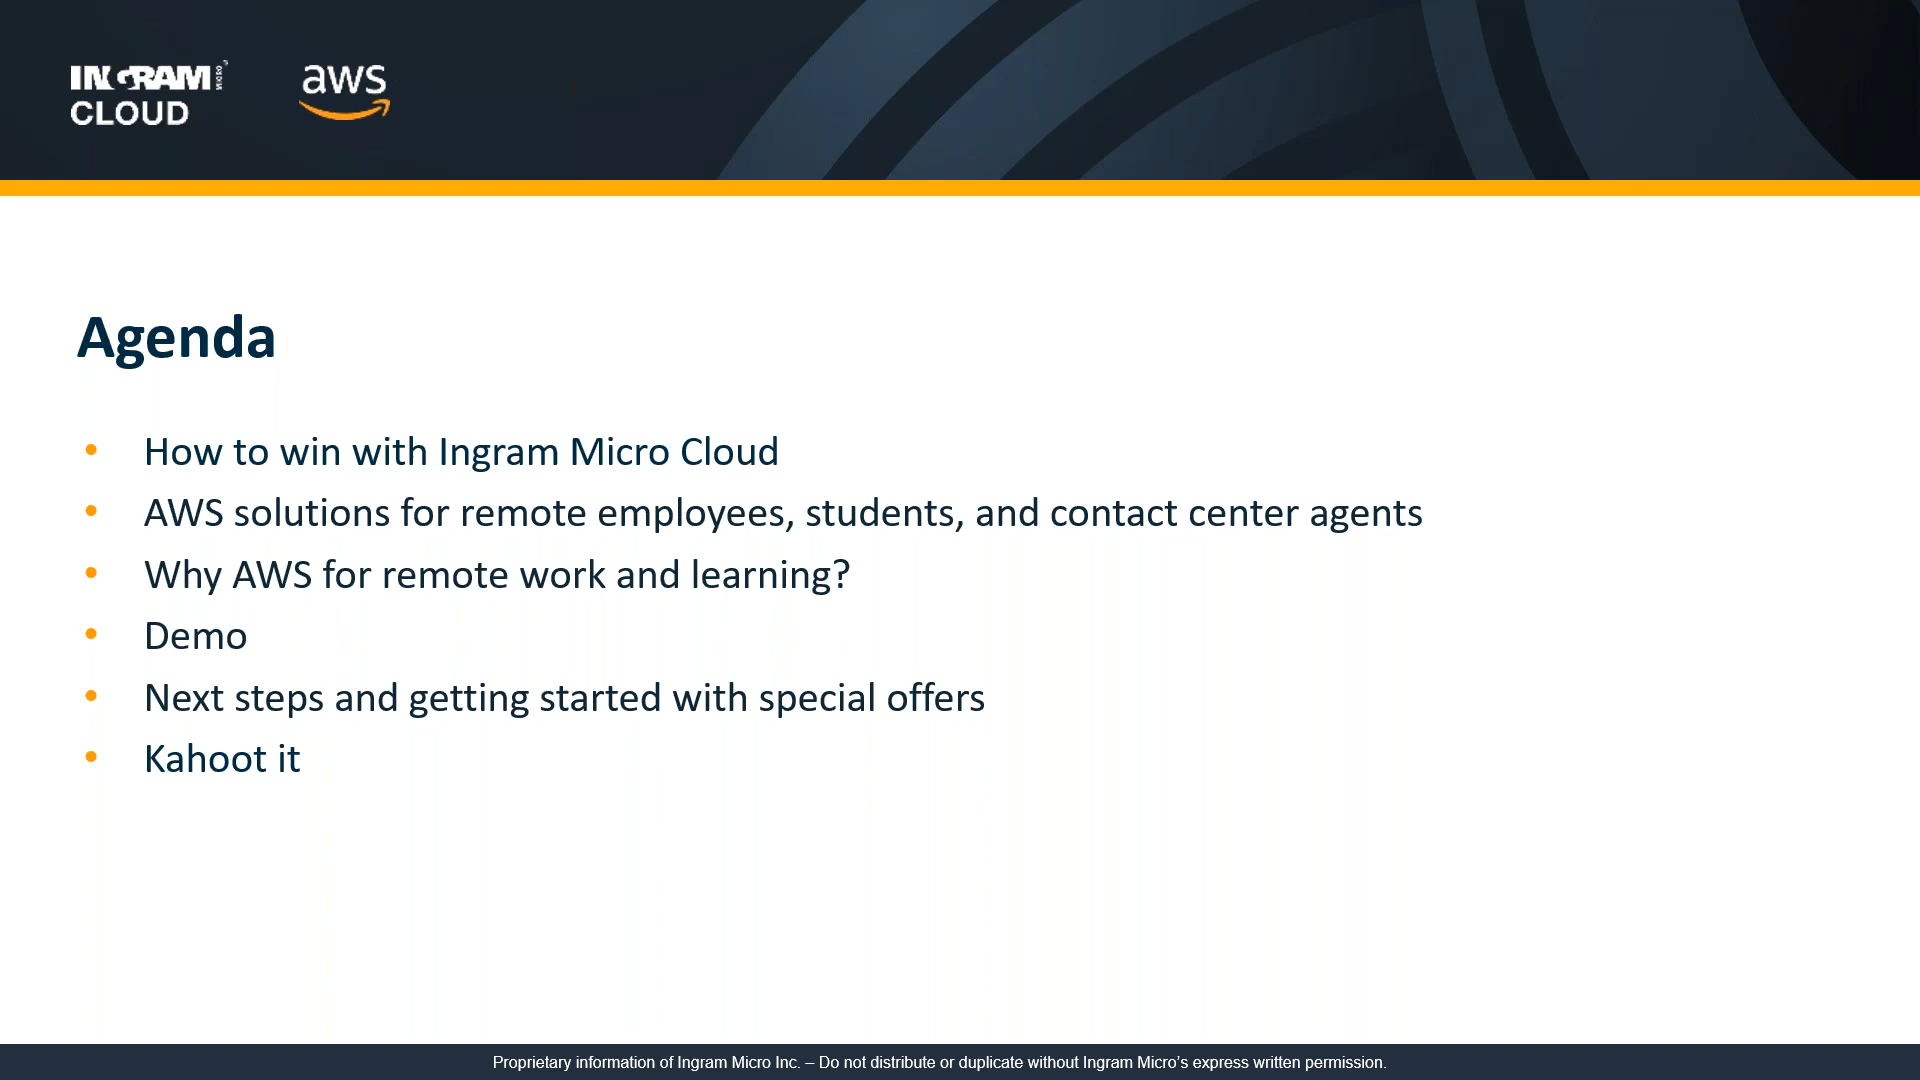 INGRAM MICRO
CLOUD
aws
Agenda
• How to win with Ingram Micro Cloud
• AWS solutions for remote employees, students, and contact center agents
• Why AWS for remote work and learning?
• Demo
• Next steps and getting started with special offers
• Kahoot it
Proprietary information of Ingram Micro Inc. – Do not distribute or duplicate without Ingram Micro’s express written permission.